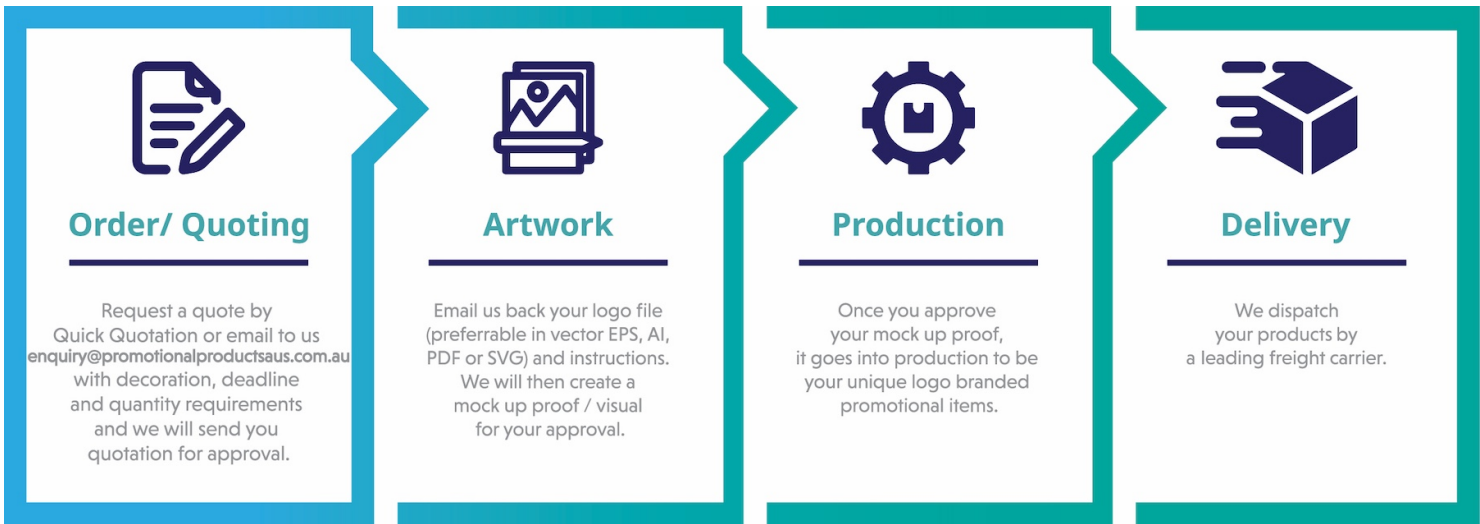 Order/ Quoting
Request a quote by
Quick Quotation or email to us
enquiry@promotionalproductsaus.com.au
with decoration, deadline
and quantity requirements
and we will send you
quotation for approval.
Artwork
Email us back your logo file
(preferrable in vector EPS, AI,
PDF or SVG) and instructions.
We will then create a
mock up proof / visual
for your approval.
Production
Once you approve
your mock up proof,
it goes into production to be
your unique logo branded
promotional items.
Delivery
We dispatch
your products by
a leading freight carrier.